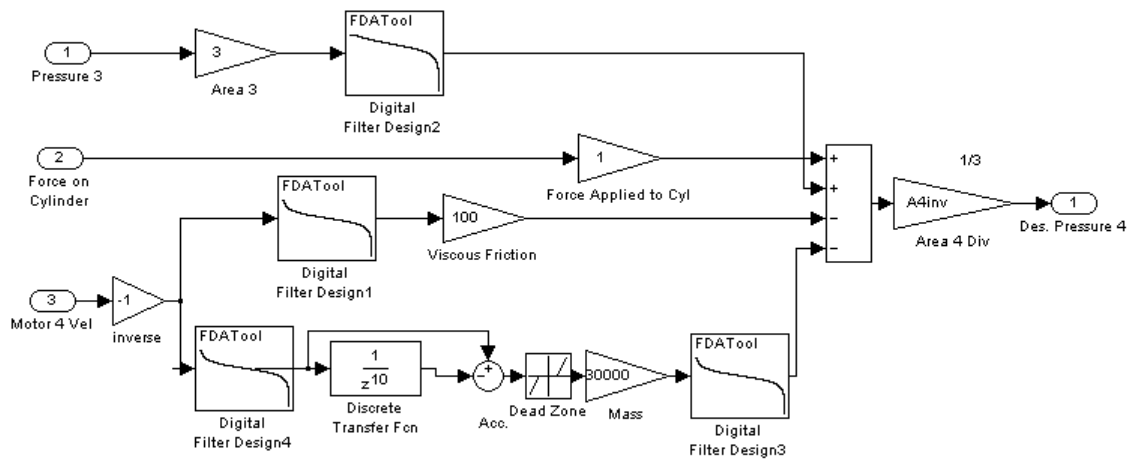 FDATool
1
Pressure 3
3
Area 3
Digital
Filter Design2
2
Force on
Cylinder
1
Force Applied to Cyl
FDATool
100
Viscous Friction
Digital
Filter Design1
+
+
−
−
1/3
A4inv
Area 4 Div
1
Des. Pressure 4
3
Motor 4 Vel
-1
inverse
FDATool
Digital
Filter Design4
1
z10
Discrete
Transfer Fcn
+
−
Acc.
Dead Zone
30000
Mass
FDATool
Digital
Filter Design3